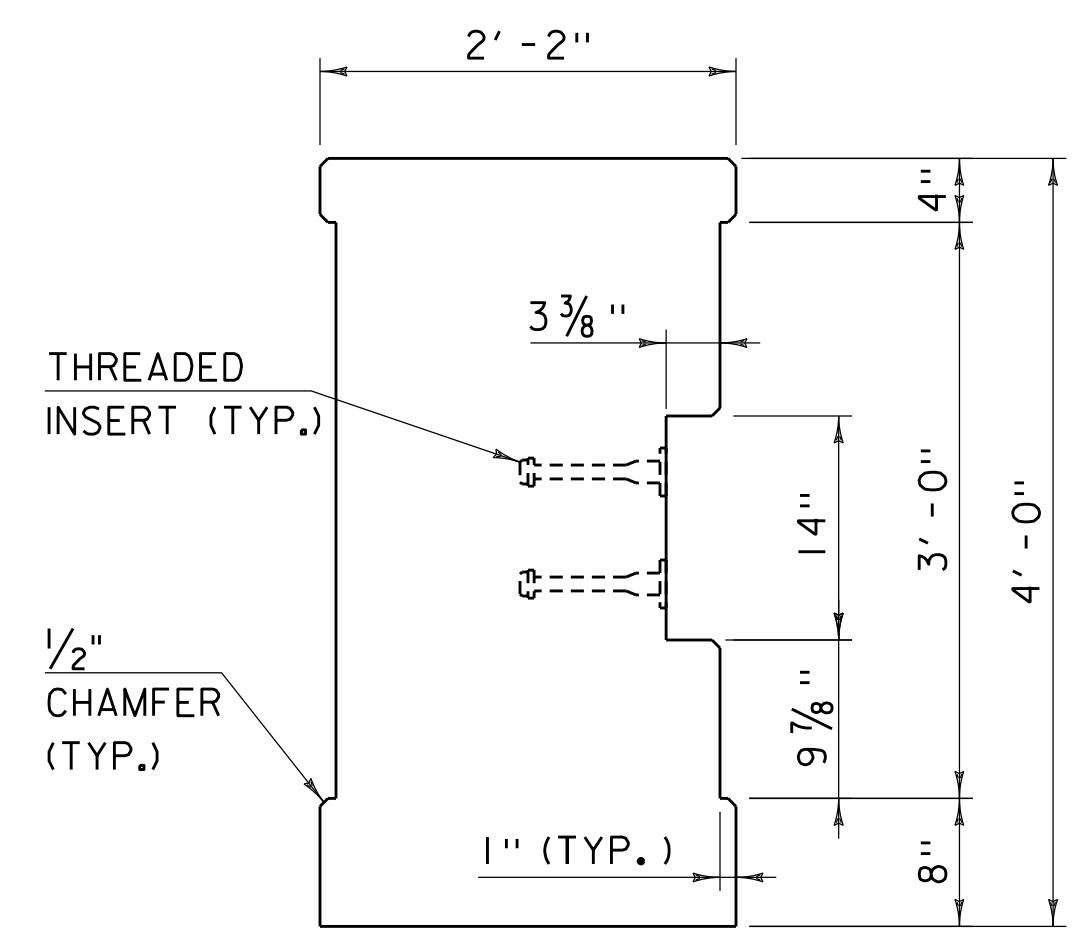 2' -2"
4"
3 3/8 "
THREADED
INSERT (TYP.)
14"
3' -0"
4' -0"
1/2"
CHAMFER
(TYP.)
9 7/8 "
1" (TYP. )
8"